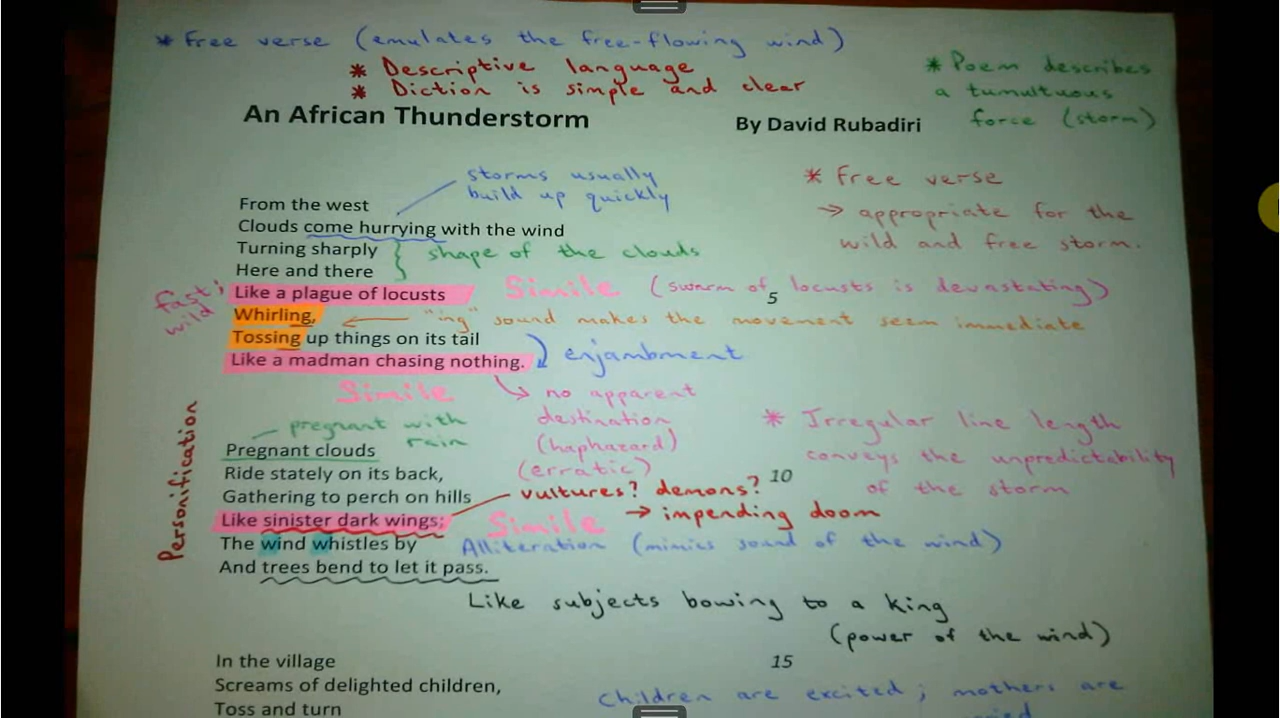 * Free verse (emulates the free-flowing wind)
* Descriptive language
* Diction is simple and clear
* Poem describes
a tumultuous
force (storm)
An African Thunderstorm
By David Rubadiri
storms usually
build up quickly
* Free verse
→ appropriate for the
wild and free storm.
From the west
Clouds come hurrying with the wind
Turning sharply
Here and there
shape of the clouds
Like a plague of locusts
Simile (swarm of locusts is devastating)
5
fast;
wild
Whirling,
"ing" sound makes the movement seem immediate
Tossing up things on its tail
Like a madman chasing nothing.
enjambment
Simile
no apparent
destination
(haphazard)
(erratic)
* Irregular line length
conveys the unpredictability
of the storm
Personification
pregnant with
rain
Pregnant clouds
Ride stately on its back,
10
Gathering to perch on hills
vultures? demons?
→ impending doom
Like sinister dark wings;
Simile
The wind whistles by
Alliteration (mimics sound of the wind)
And trees bend to let it pass.
Like subjects bowing to a king
(power of the wind)
In the village
15
Screams of delighted children,
Toss and turn
Children are excited; mothers are